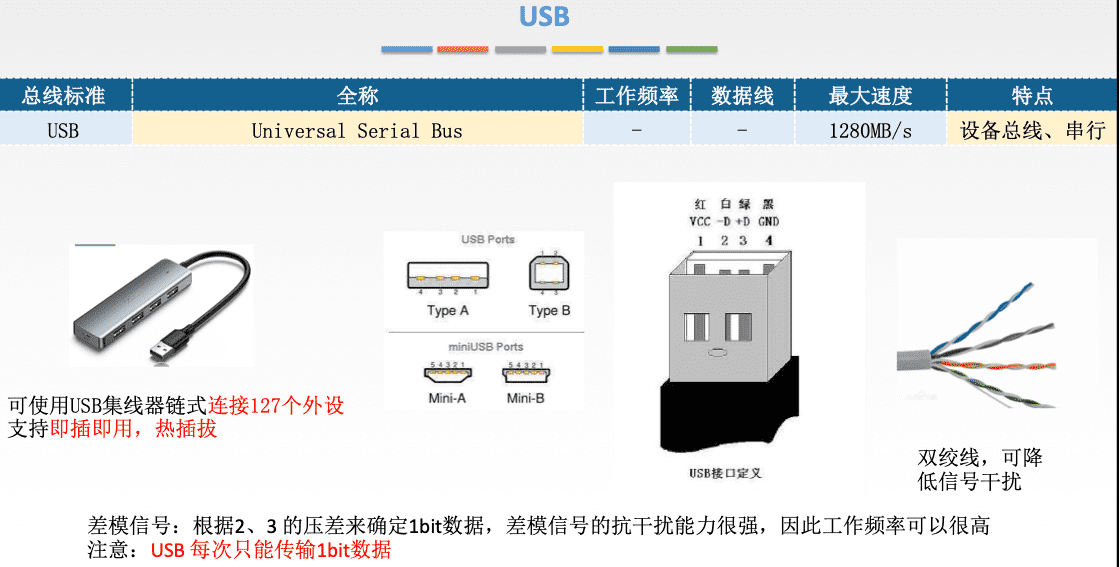 USB
总线标准 全称 工作频率 数据线 最大速度 特点
USB Universal Serial Bus - - 1280MB/s 设备总线、串行
可使用USB集线器链式连接127个外设
支持即插即用，热插拔
USB Ports
4 3 2 1
1 2
4 3
Type A Type B
miniUSB Ports
5 4 3 2 1 5 4 3 2 1
Mini-A Mini-B
红 白 绿 黑
VCC -D +D GND
1 2 3 4
USB接口定义
双绞线，可降
低信号干扰
差模信号：根据2、3 的压差来确定1bit数据，差模信号的抗干扰能力很强，因此工作频率可以很高
注意：USB 每次只能传输1bit数据